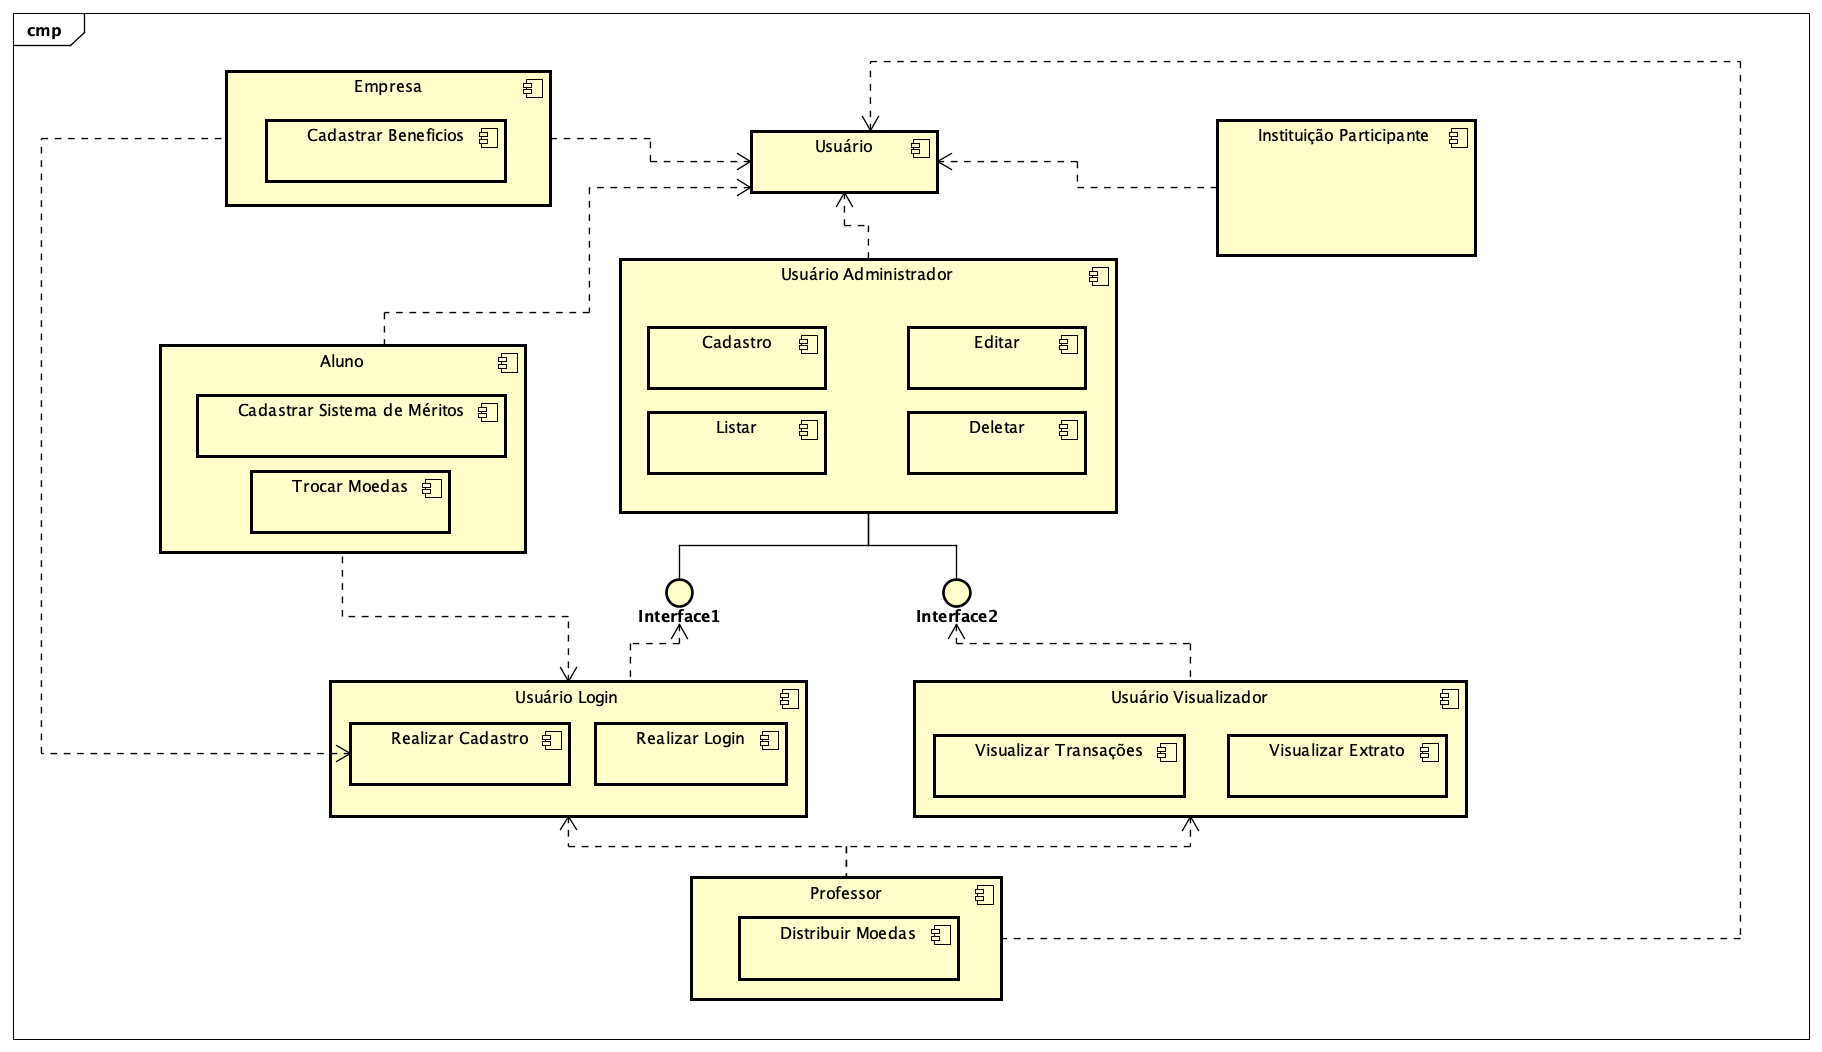 cmp
Empresa
Cadastrar Beneficios
Usuário
Instituição Participante
Usuário Administrador
Cadastro
Editar
Listar
Deletar
Aluno
Cadastrar Sistema de Méritos
Trocar Moedas
Interface1
Interface2
Usuário Login
Realizar Cadastro
Realizar Login
Usuário Visualizador
Visualizar Transações
Visualizar Extrato
Professor
Distribuir Moedas